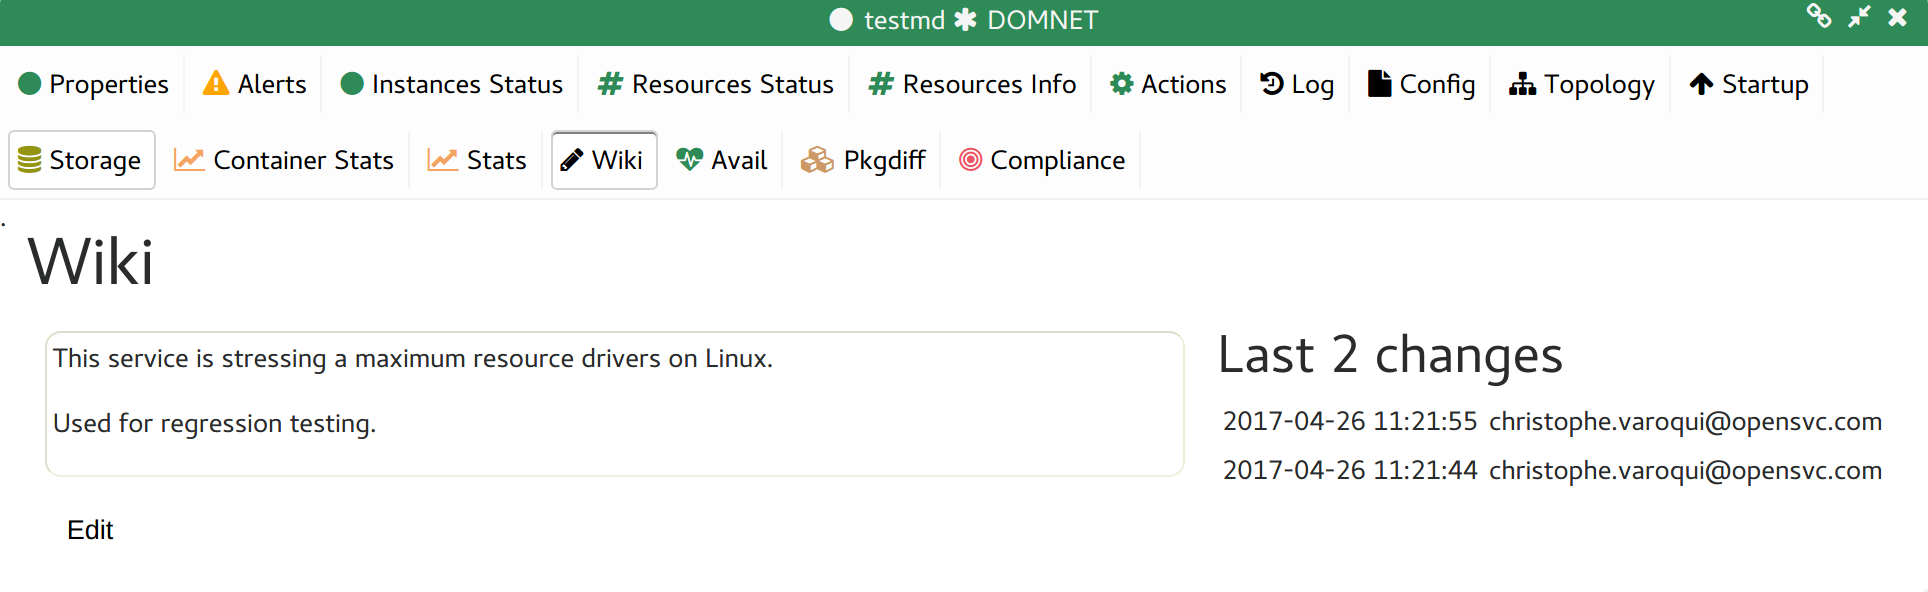 testmd ✱ DOMNET
Properties Alerts Instances Status # Resources Status # Resources Info Actions Log Config Topology Startup
Storage Container Stats Stats Wiki Avail Pkgdiff Compliance
.
Wiki
This service is stressing a maximum resource drivers on Linux.
Used for regression testing.
Edit
Last 2 changes
2017-04-26 11:21:55 christophe.varoqui@opensvc.com
2017-04-26 11:21:44 christophe.varoqui@opensvc.com